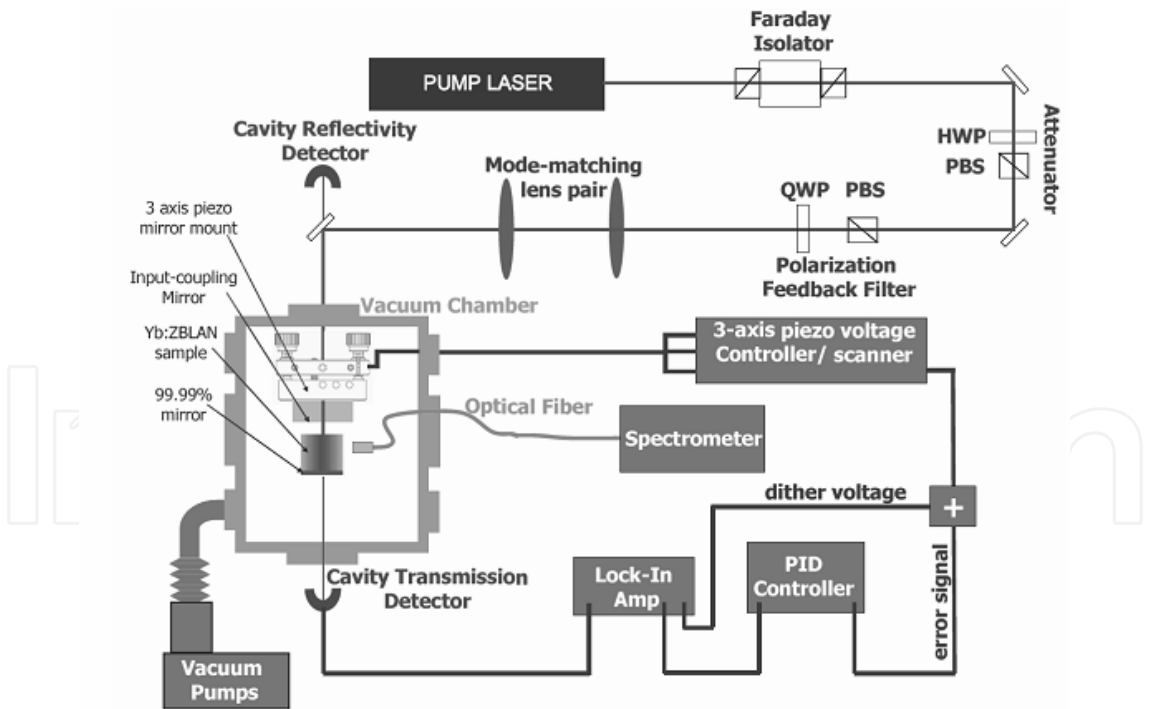 Faraday
Isolator
PUMP LASER
Cavity Reflectivity
Detector
Attenuator
HWP
PBS
Mode-matching
lens pair
QWP
PBS
3 axis piezo
mirror mount
Polarization
Feedback Filter
Input-coupling
Mirror
Vacuum Chamber
Yb:ZBLAN
sample
3-axis piezo voltage
Controller/ scanner
99.99%
mirror
Optical Fiber
Spectrometer
dither voltage
+
Cavity Transmission
Detector
Lock-In
Amp
PID
Controller
error signal
Vacuum
Pumps